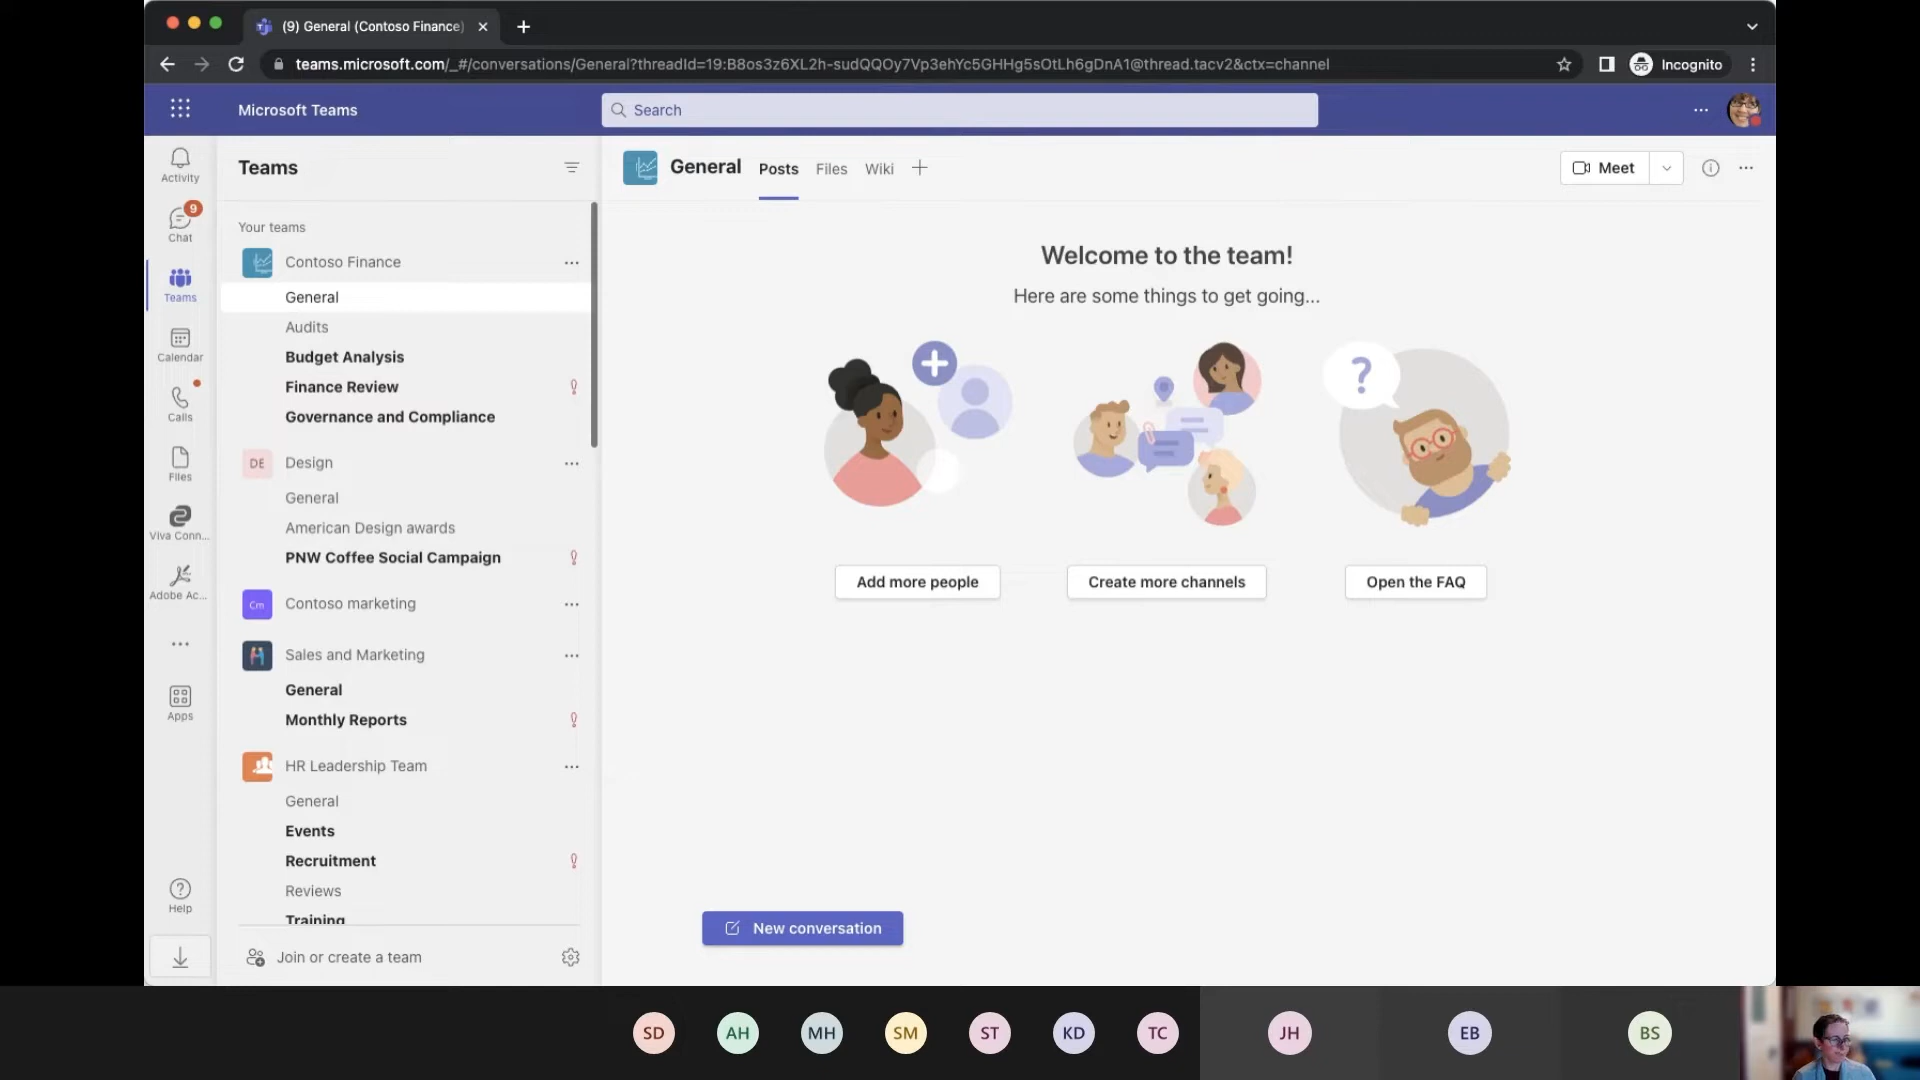 (9) General (Contoso Finance)
teams.microsoft.com/_#/conversations/General?threadId=19:B8os3z6XL2h-sudQQOy7Vp3ehYc5GHHg5sOtLh6gDnA1@thread.tacv2&ctx=channel
Incognito
Microsoft Teams
Search
Activity
9
Chat
Teams
Calendar
Calls
Files
Viva Conn...
Adobe Ac...
Apps
Help
Teams
Your teams
Contoso Finance
General
Audits
Budget Analysis
Finance Review
Governance and Compliance
DE
Design
General
American Design awards
PNW Coffee Social Campaign
Cm
Contoso marketing
Sales and Marketing
General
Monthly Reports
HR Leadership Team
General
Events
Recruitment
Reviews
Training
Join or create a team
General
Posts
Files
Wiki
Meet
Welcome to the team!
Here are some things to get going...
?
Add more people
Create more channels
Open the FAQ
New conversation
SD
AH
MH
SM
ST
KD
TC
JH
EB
BS